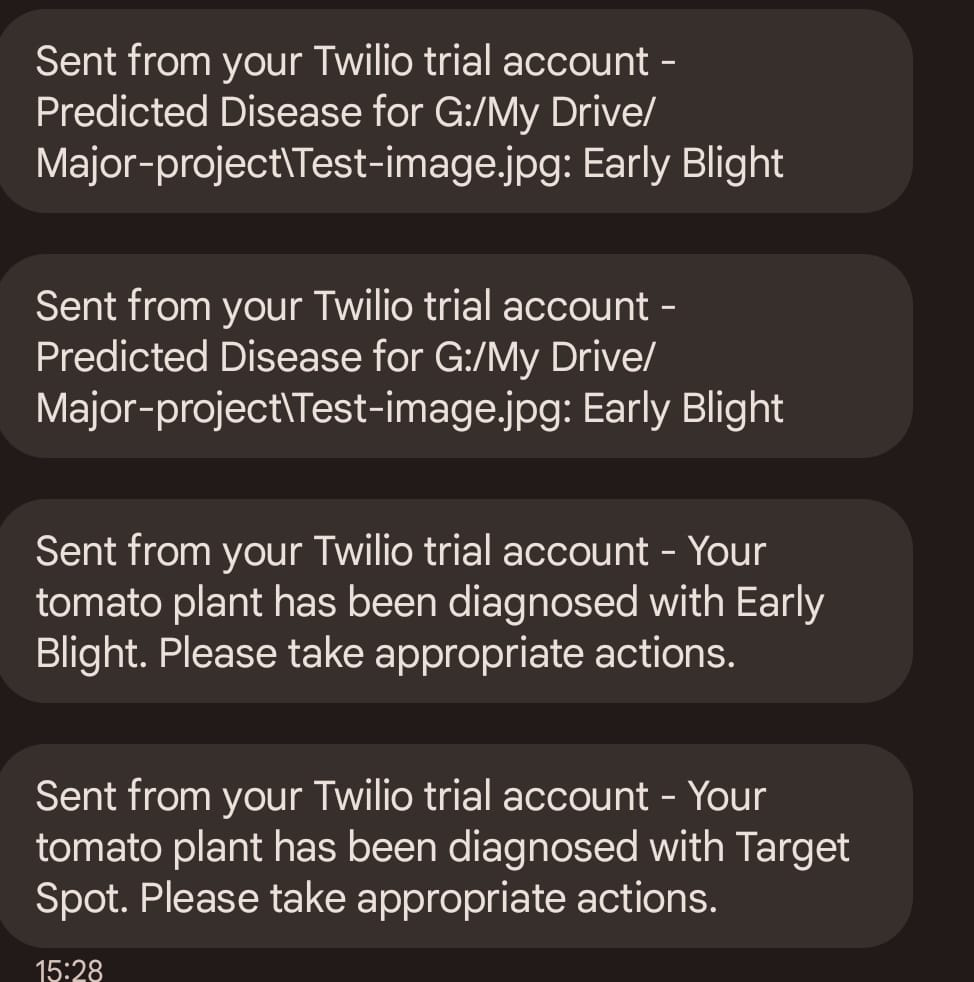 Sent from your Twilio trial account -
Predicted Disease for G:/My Drive/
Major-project\Test-image.jpg: Early Blight
Sent from your Twilio trial account -
Predicted Disease for G:/My Drive/
Major-project\Test-image.jpg: Early Blight
Sent from your Twilio trial account - Your
tomato plant has been diagnosed with Early
Blight. Please take appropriate actions.
Sent from your Twilio trial account - Your
tomato plant has been diagnosed with Target
Spot. Please take appropriate actions.
15:28